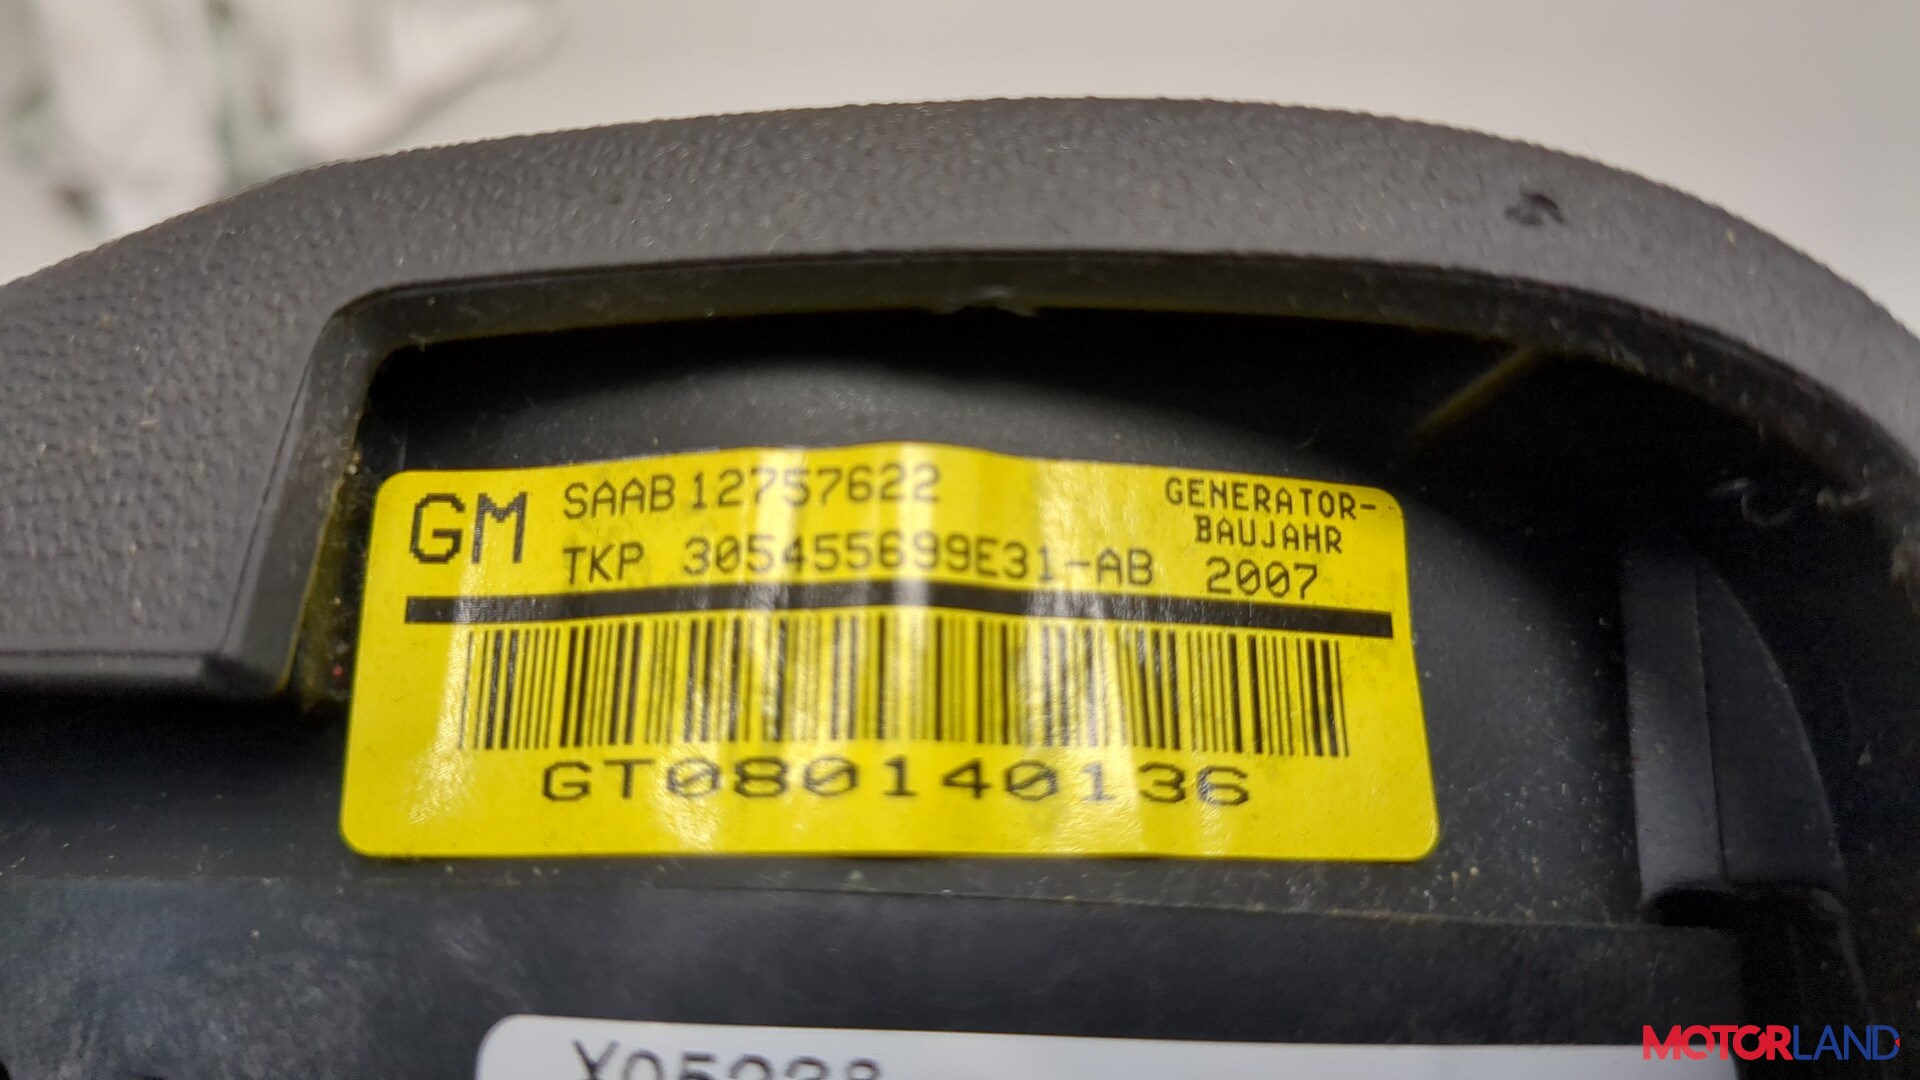 GM SAAB 12757622
TKP 305455699E31-AB
GENERATOR-
BAUJAHR
2007
GT080140136
MOTORLAND